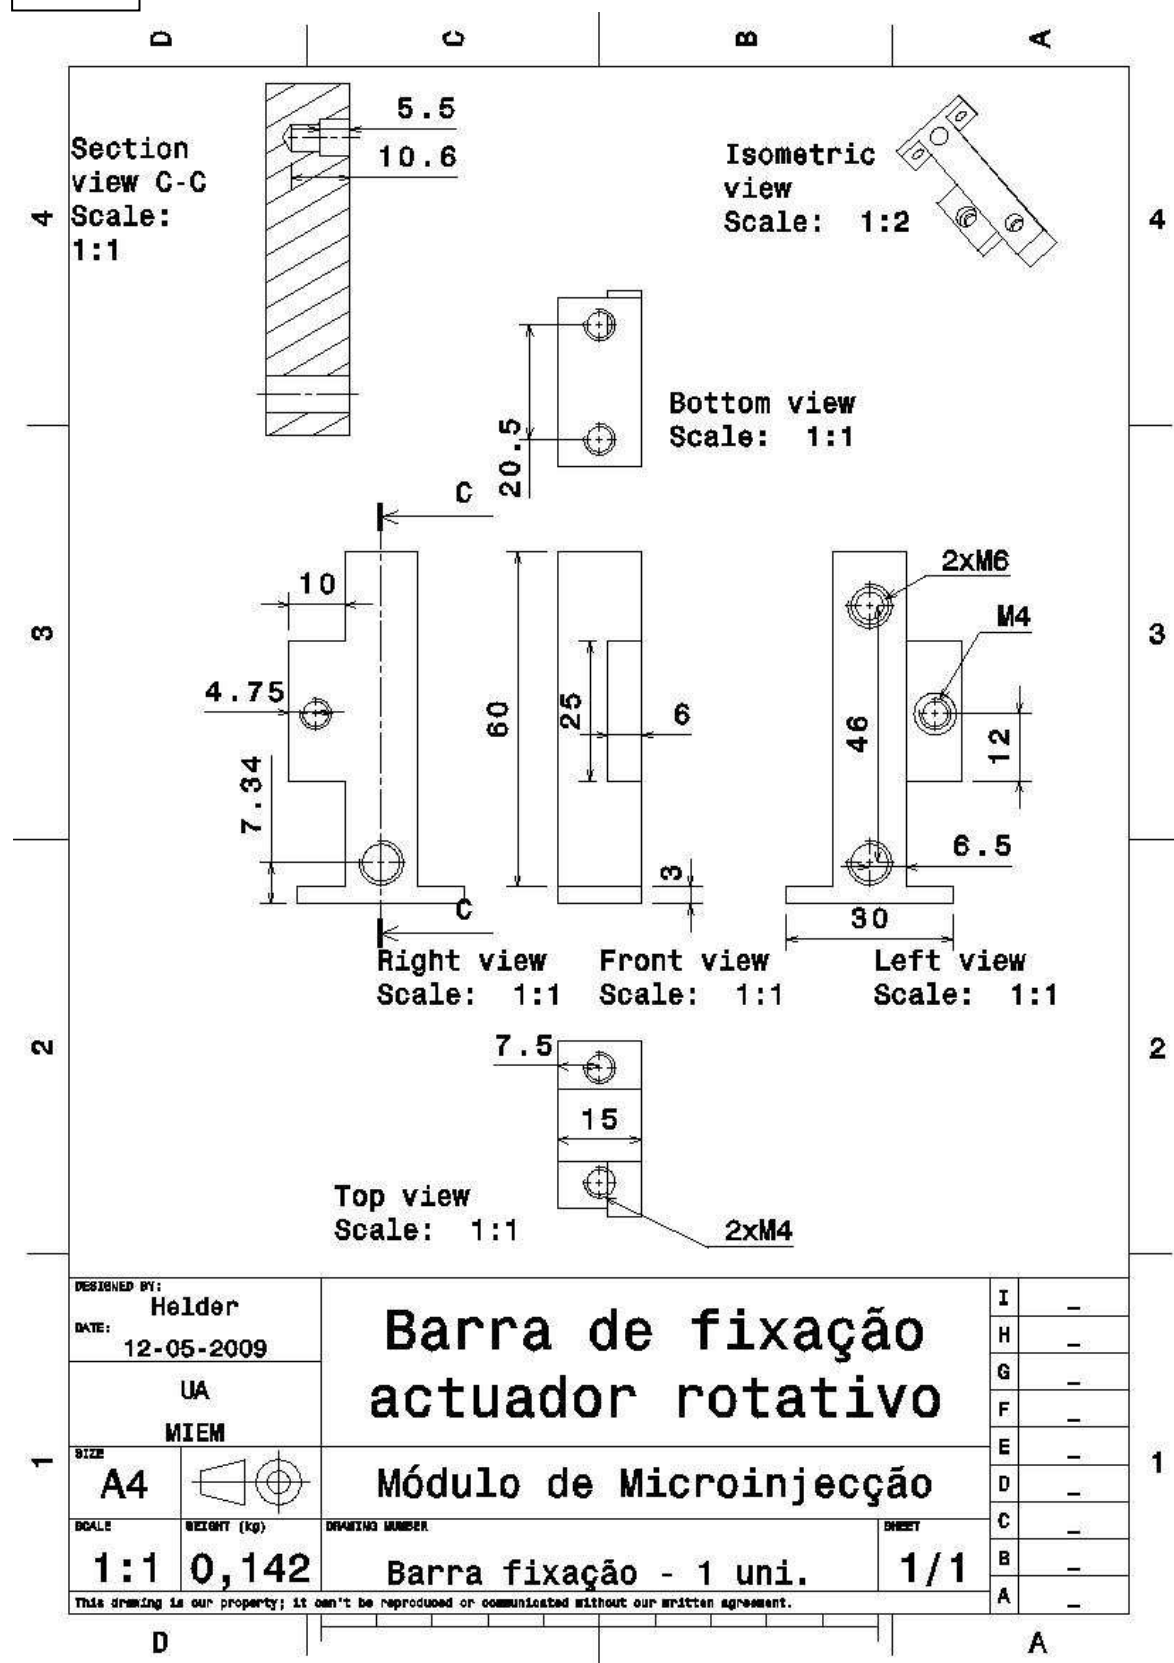 D
C
B
A
Section
view C-C
Scale:
1:1
5.5
10.6
Isometric
view
Scale: 1:2
4
4
20.5
Bottom view
Scale: 1:1
C
10
4.75
7.34
C
60
25
6
3
2xM6
M4
46
12
6.5
30
3
3
Right view
Scale: 1:1
Front view
Scale: 1:1
Left view
Scale: 1:1
2
2
7.5
15
Top view
Scale: 1:1
2xM4
DESIGNED BY:
Helder
DATE:
12-05-2009
UA
MIEM
SIZE
A4
SCALE
1:1
WEIGHT (kg)
0,142
Barra de fixação
actuador rotativo
Módulo de Microinjecção
DRAWING NUMBER
Barra fixação - 1 uni.
SHEET
1/1
I _
H _
G _
F _
E _
D _
C _
B _
A _
This drawing is our property; it can't be reproduced or communicated without our written agreement.
1
1
D
A